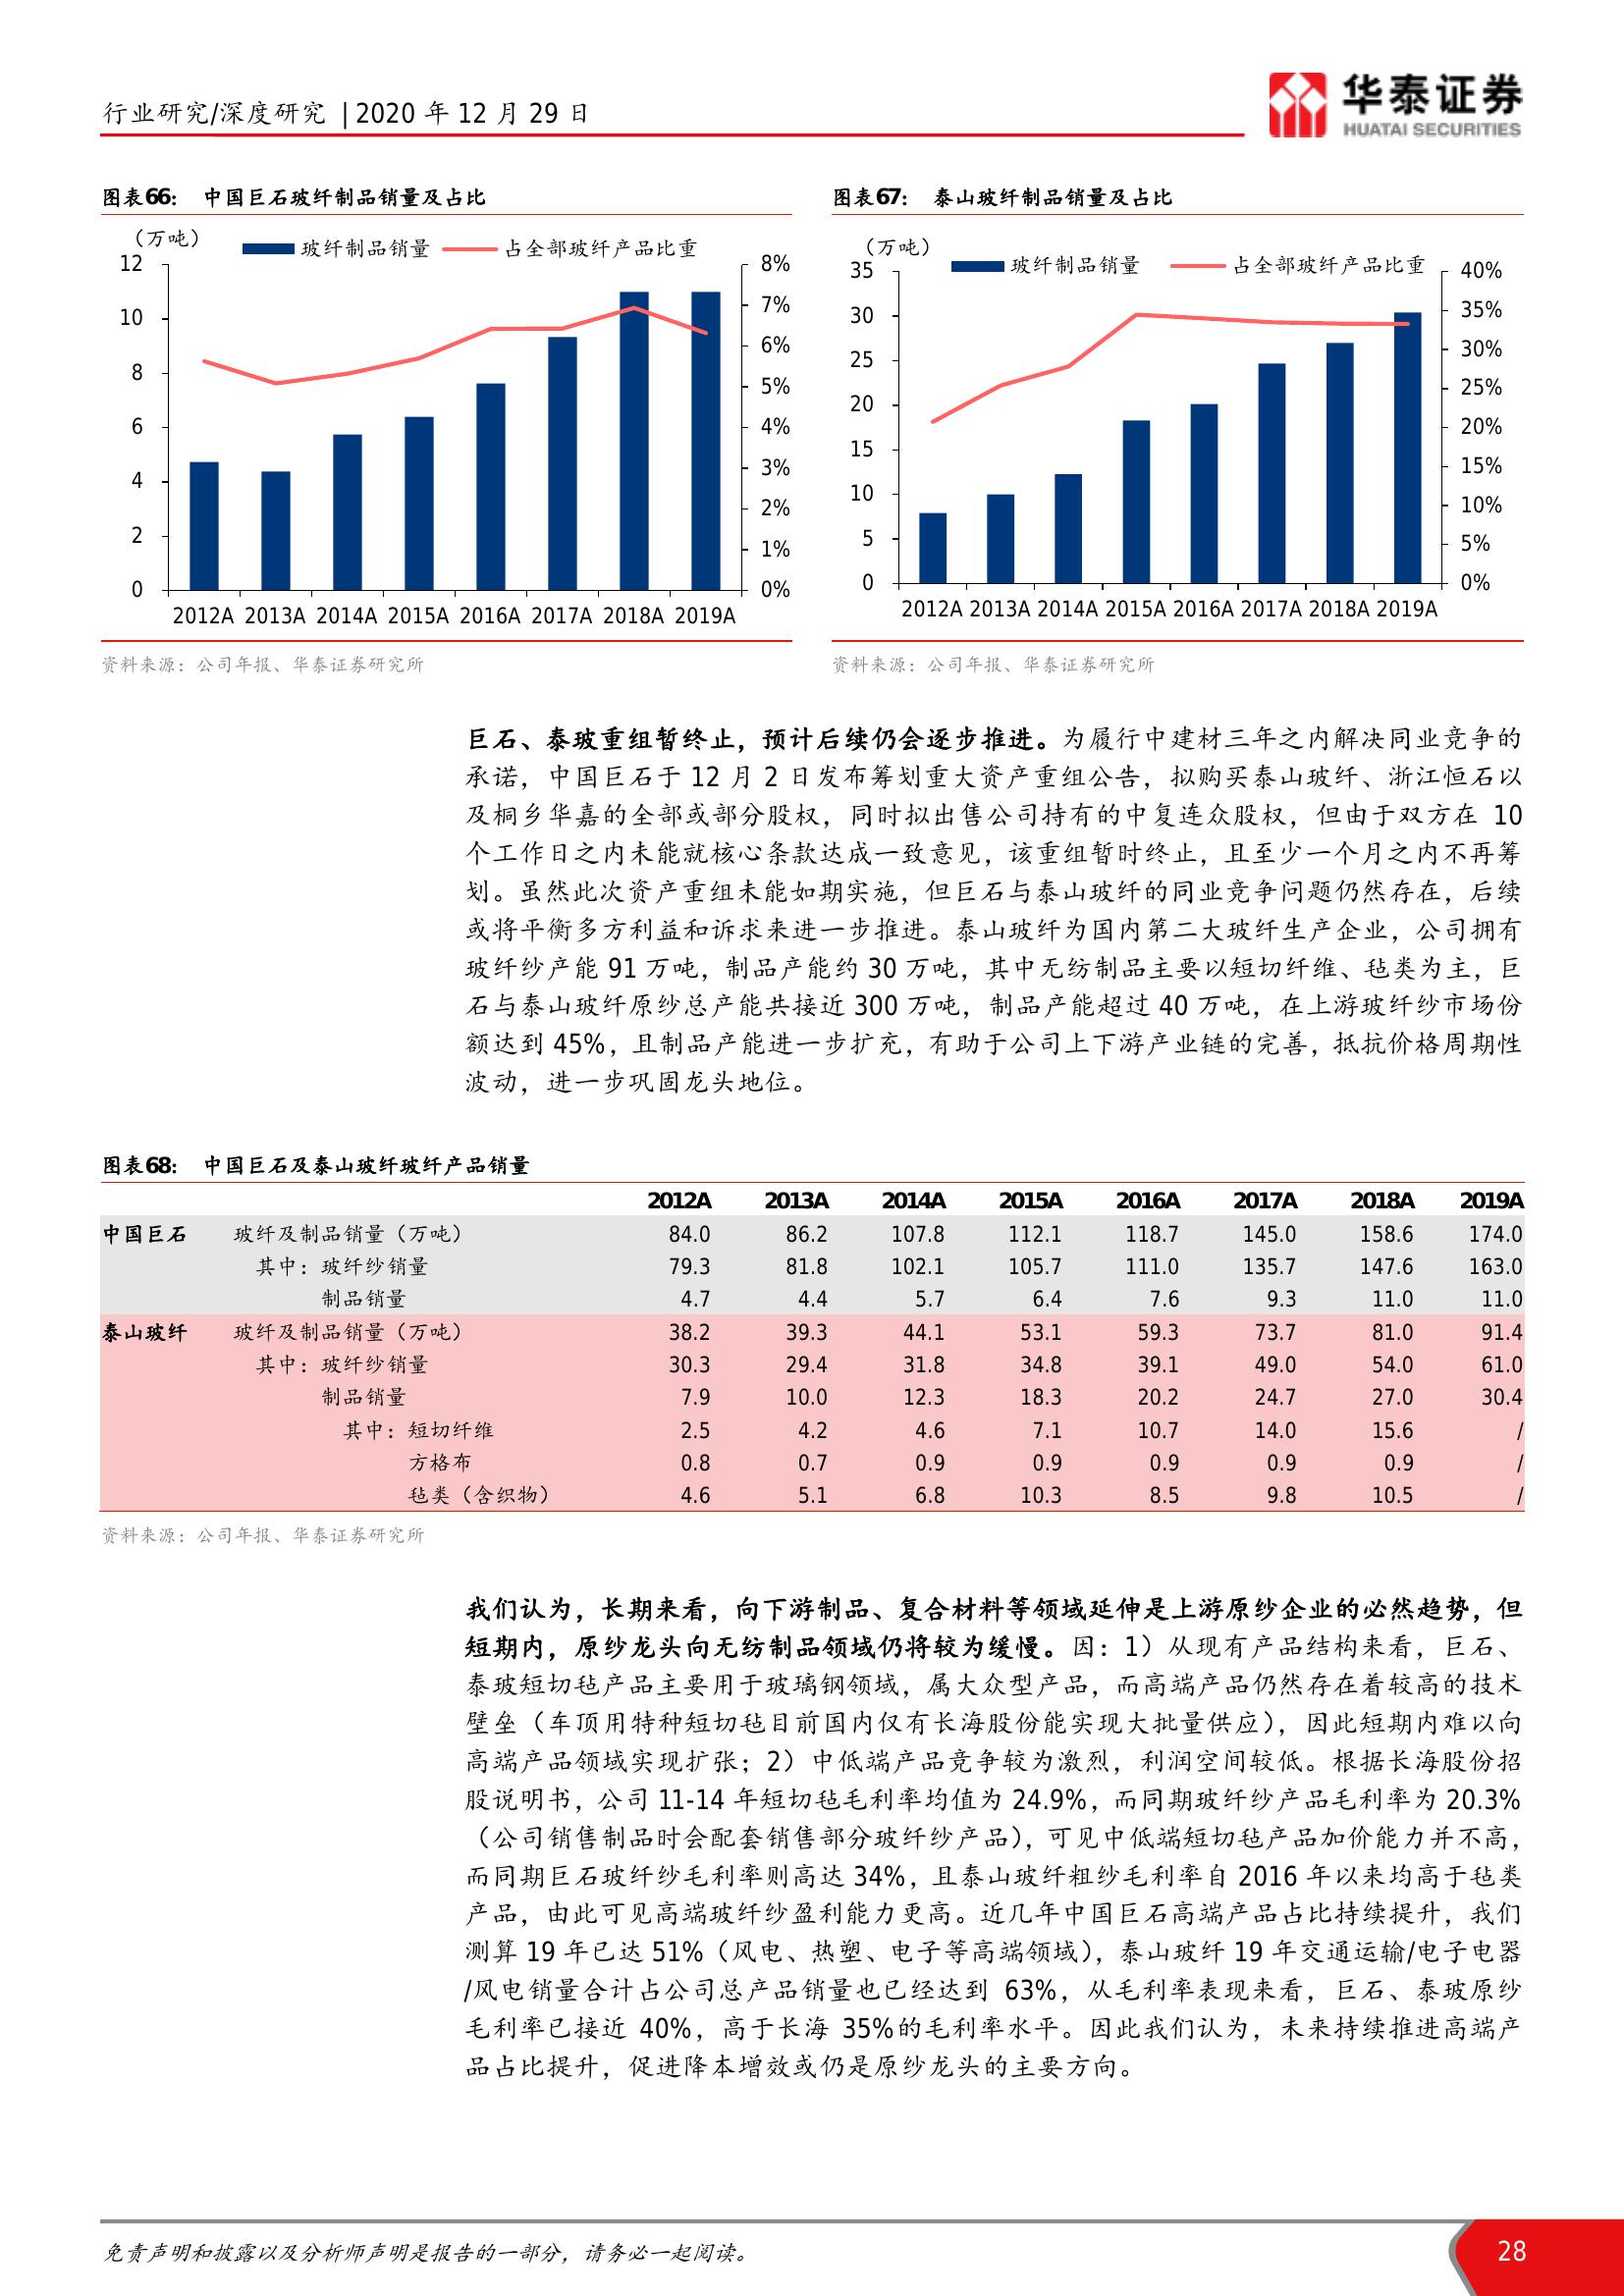 行业研究/深度研究 | 2020 年 12 月 29 日
华泰证券
HUATAI SECURITIES
图表66： 中国巨石玻纤制品销量及占比
（万吨）
玻纤制品销量 占全部玻纤产品比重
12
10
8
6
4
2
0
8%
7%
6%
5%
4%
3%
2%
1%
0%
2012A 2013A 2014A 2015A 2016A 2017A 2018A 2019A
资料来源：公司年报、华泰证券研究所
图表67： 泰山玻纤制品销量及占比
（万吨）
玻纤制品销量 占全部玻纤产品比重
35
30
25
20
15
10
5
0
40%
35%
30%
25%
20%
15%
10%
5%
0%
2012A 2013A 2014A 2015A 2016A 2017A 2018A 2019A
资料来源：公司年报、华泰证券研究所
巨石、泰玻重组暂终止，预计后续仍会逐步推进。为履行中建材三年之内解决同业竞争的
承诺，中国巨石于 12 月 2 日发布筹划重大资产重组公告，拟购买泰山玻纤、浙江恒石以
及桐乡华嘉的全部或部分股权，同时拟出售公司持有的中复连众股权，但由于双方在 10
个工作日之内未能就核心条款达成一致意见，该重组暂时终止，且至少一个月之内不再筹
划。虽然此次资产重组未能如期实施，但巨石与泰山玻纤的同业竞争问题仍然存在，后续
或将平衡多方利益和诉求来进一步推进。泰山玻纤为国内第二大玻纤生产企业，公司拥有
玻纤纱产能 91 万吨，制品产能约 30 万吨，其中无纺制品主要以短切纤维、毡类为主，巨
石与泰山玻纤原纱总产能共接近 300 万吨，制品产能超过 40 万吨，在上游玻纤纱市场份
额达到 45%，且制品产能进一步扩充，有助于公司上下游产业链的完善，抵抗价格周期性
波动，进一步巩固龙头地位。
图表68： 中国巨石及泰山玻纤玻纤产品销量
2012A 2013A 2014A 2015A 2016A 2017A 2018A 2019A
中国巨石 玻纤及制品销量（万吨） 84.0 86.2 107.8 112.1 118.7 145.0 158.6 174.0
其中：玻纤纱销量 79.3 81.8 102.1 105.7 111.0 135.7 147.6 163.0
制品销量 4.7 4.4 5.7 6.4 7.6 9.3 11.0 11.0
泰山玻纤 玻纤及制品销量（万吨） 38.2 39.3 44.1 53.1 59.3 73.7 81.0 91.4
其中：玻纤纱销量 30.3 29.4 31.8 34.8 39.1 49.0 54.0 61.0
制品销量 7.9 10.0 12.3 18.3 20.2 24.7 27.0 30.4
其中：短切纤维 2.5 4.2 4.6 7.1 10.7 14.0 15.6 /
方格布 0.8 0.7 0.9 0.9 0.9 0.9 0.9 /
毡类（含织物） 4.6 5.1 6.8 10.3 8.5 9.8 10.5 /
资料来源：公司年报、华泰证券研究所
我们认为，长期来看，向下游制品、复合材料等领域延伸是上游原纱企业的必然趋势，但
短期内，原纱龙头向无纺制品领域仍将较为缓慢。因：1）从现有产品结构来看，巨石、
泰玻短切毡产品主要用于玻璃钢领域，属大众型产品，而高端产品仍然存在着较高的技术
壁垒（车顶用特种短切毡目前国内仅有长海股份能实现大批量供应），因此短期内难以向
高端产品领域实现扩张；2）中低端产品竞争较为激烈，利润空间较低。根据长海股份招
股说明书，公司 11-14 年短切毡毛利率均值为 24.9%，而同期玻纤纱产品毛利率为 20.3%
（公司销售制品时会配套销售部分玻纤纱产品），可见中低端短切毡产品加价能力并不高，
而同期巨石玻纤纱毛利率则高达 34%，且泰山玻纤粗纱毛利率自 2016 年以来均高于毡类
产品，由此可见高端玻纤纱盈利能力更高。近几年中国巨石高端产品占比持续提升，我们
测算 19 年已达 51%（风电、热塑、电子等高端领域），泰山玻纤 19 年交通运输/电子电器
/风电销量合计占公司总产品销量也已经达到 63%，从毛利率表现来看，巨石、泰玻原纱
毛利率已接近 40%，高于长海 35%的毛利率水平。因此我们认为，未来持续推进高端产
品占比提升，促进降本增效或仍是原纱龙头的主要方向。
免责声明和披露以及分析师声明是报告的一部分，请务必一起阅读。
28